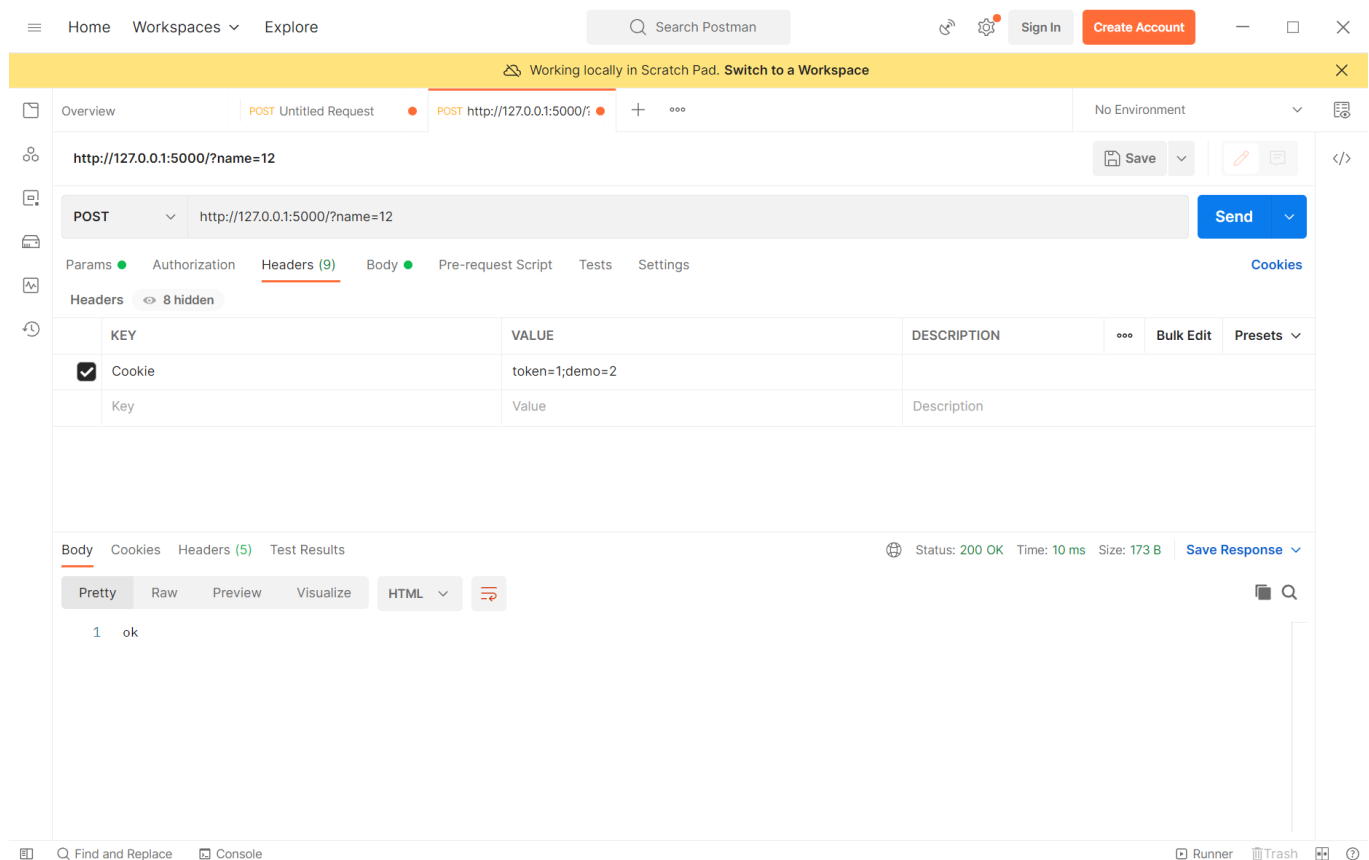 Home Workspaces Explore Search Postman Sign In Create Account
Working locally in Scratch Pad. Switch to a Workspace
Overview POST Untitled Request POST http://127.0.0.1:5000/? No Environment
http://127.0.0.1:5000/?name=12 Save
POST http://127.0.0.1:5000/?name=12 Send
Params Authorization Headers (9) Body Pre-request Script Tests Settings Cookies
Headers 8 hidden
KEY VALUE DESCRIPTION Bulk Edit Presets
Cookie token=1;demo=2
Key Value Description
Body Cookies Headers (5) Test Results Status: 200 OK Time: 10 ms Size: 173 B Save Response
Pretty Raw Preview Visualize HTML
1 ok
Find and Replace Console Runner Trash